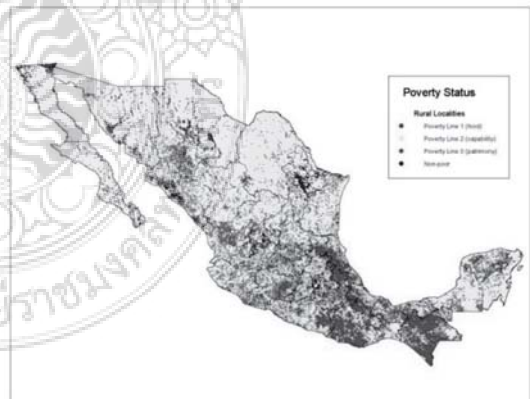 Poverty Status
Rural Localities
Poverty Line 1 (food)
Poverty Line 2 (capability)
Poverty Line 3 (patrimony)
Non-poor